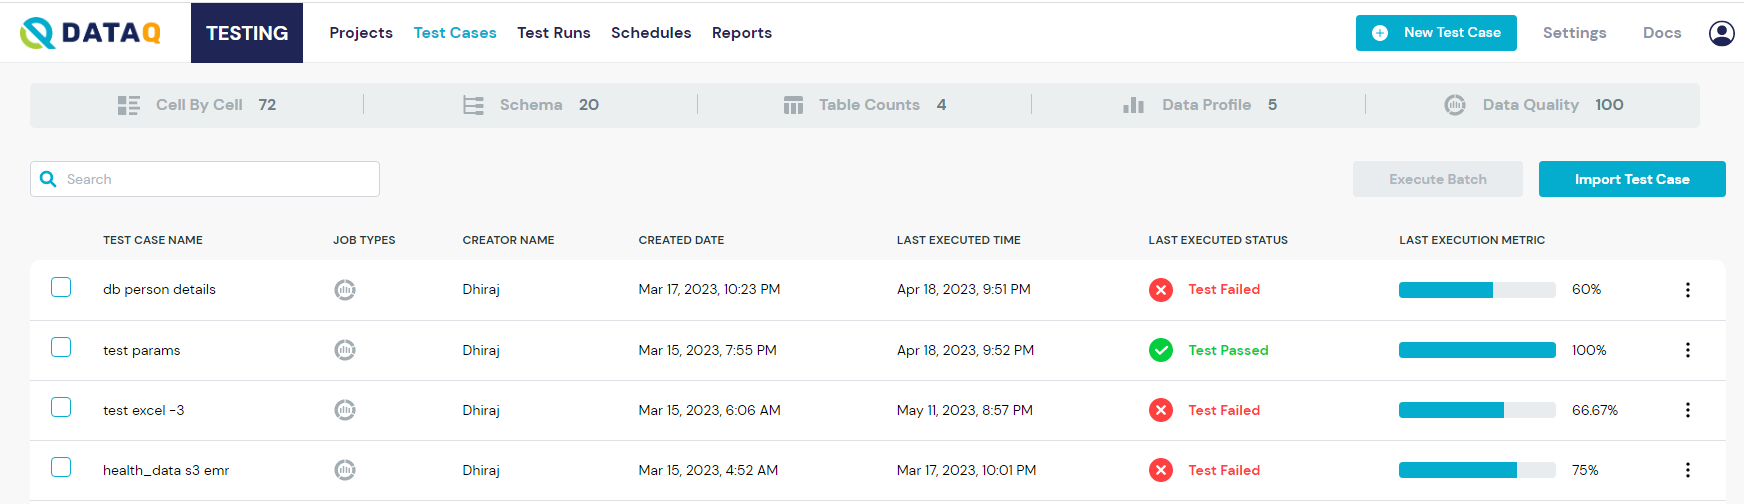 DATAQ TESTING Projects Test Cases Test Runs Schedules Reports New Test Case Settings Docs
Cell By Cell 72 Schema 20 Table Counts 4 Data Profile 5 Data Quality 100
Search Execute Batch Import Test Case
TEST CASE NAME JOB TYPES CREATOR NAME CREATED DATE LAST EXECUTED TIME LAST EXECUTED STATUS LAST EXECUTION METRIC
db person details Dhiraj Mar 17, 2023, 10:23 PM Apr 18, 2023, 9:51 PM Test Failed 60%
test params Dhiraj Mar 15, 2023, 7:55 PM Apr 18, 2023, 9:52 PM Test Passed 100%
test excel -3 Dhiraj Mar 15, 2023, 6:06 AM May 11, 2023, 8:57 PM Test Failed 66.67%
health_data s3 emr Dhiraj Mar 15, 2023, 4:52 AM Mar 17, 2023, 10:01 PM Test Failed 75%